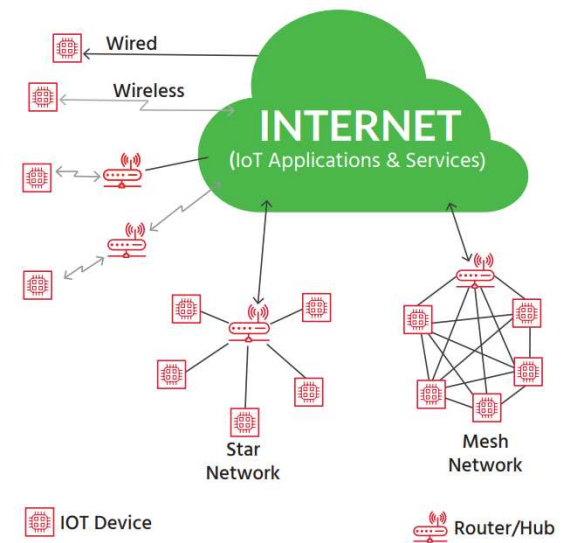 Wired
Wireless
INTERNET
(IoT Applications & Services)
Star
Network
Mesh
Network
IOT Device
Router/Hub